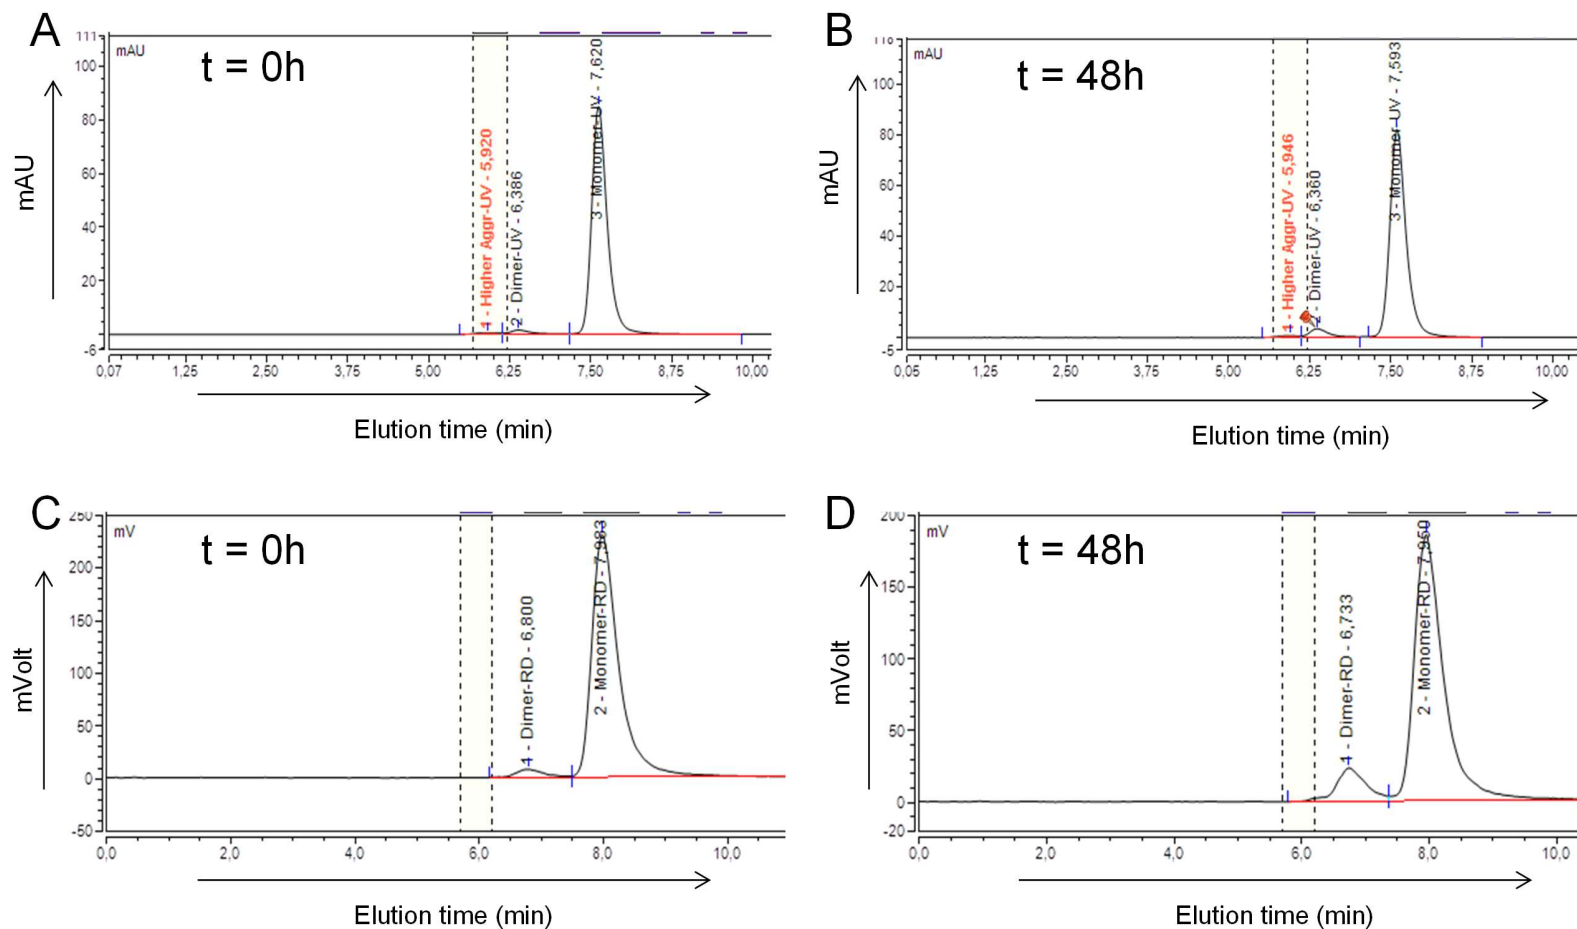 A
t = 0h
mAU
111
100
80
60
40
20
-6
mAU
1 - Higher Aggr-UV - 5,920
2 - Dimer-UV - 6,386
3 - Monomer-UV - 7,620
0,07 1,25 2,50 3,75 5,00 6,25 7,50 8,75 10,00
Elution time (min)
B
t = 48h
mAU
118
100
80
60
40
20
-5
mAU
1 - Higher Aggr-UV - 5,946
2 - Dimer-UV - 6,360
3 - Monomer-UV - 7,593
0,05 1,25 2,50 3,75 5,00 6,25 7,50 8,75 10,00
Elution time (min)
C
t = 0h
mV
250
200
150
100
50
0
-50
mVolt
1 - Dimer-RD - 6,800
2 - Monomer-RD - 7,983
0,0 2,0 4,0 6,0 8,0 10,0
Elution time (min)
D
t = 48h
mV
200
150
100
50
0
-20
mVolt
1 - Dimer-RD - 6,733
2 - Monomer-RD - 7,950
0,0 2,0 4,0 6,0 8,0 10,0
Elution time (min)